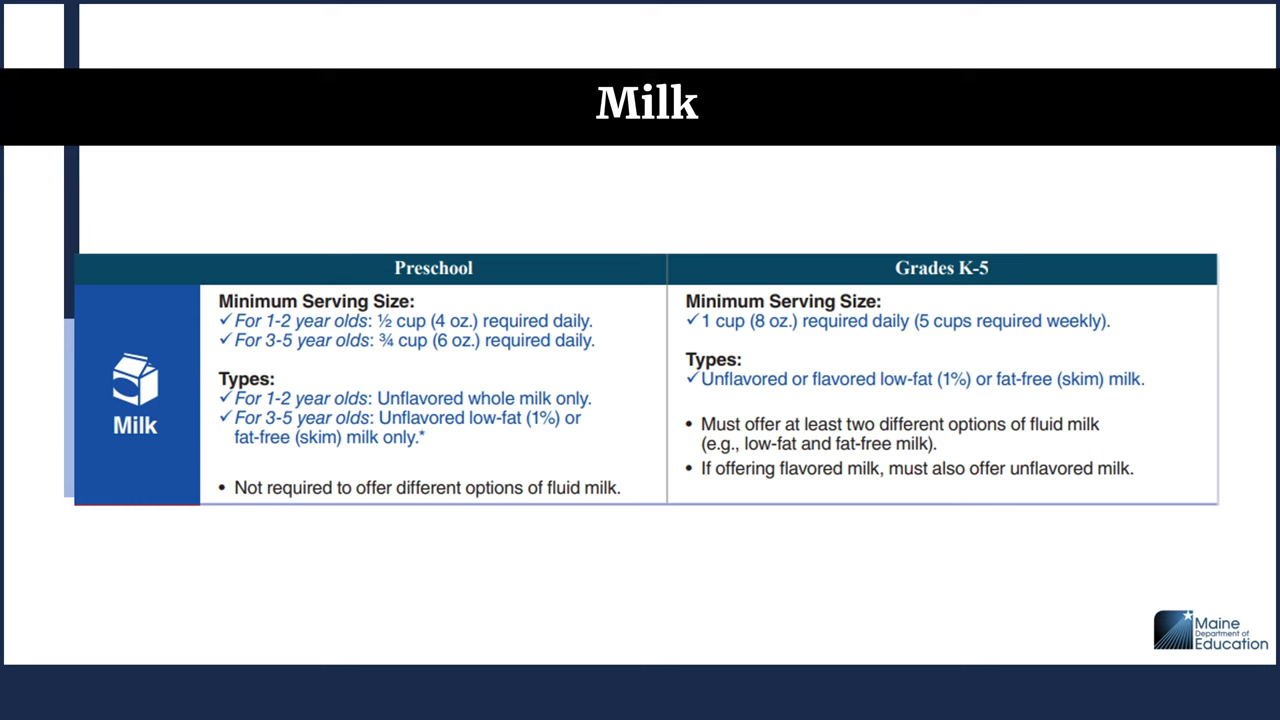 Milk
Preschool
Grades K-5
Milk
Minimum Serving Size:
✓For 1-2 year olds: ½ cup (4 oz.) required daily.
✓For 3-5 year olds: ¾ cup (6 oz.) required daily.
Types:
✓For 1-2 year olds: Unflavored whole milk only.
✓For 3-5 year olds: Unflavored low-fat (1%) or
fat-free (skim) milk only.*
• Not required to offer different options of fluid milk.
Minimum Serving Size:
✓1 cup (8 oz.) required daily (5 cups required weekly).
Types:
✓Unflavored or flavored low-fat (1%) or fat-free (skim) milk.
• Must offer at least two different options of fluid milk
(e.g., low-fat and fat-free milk).
• If offering flavored milk, must also offer unflavored milk.
Maine
Department of
Education